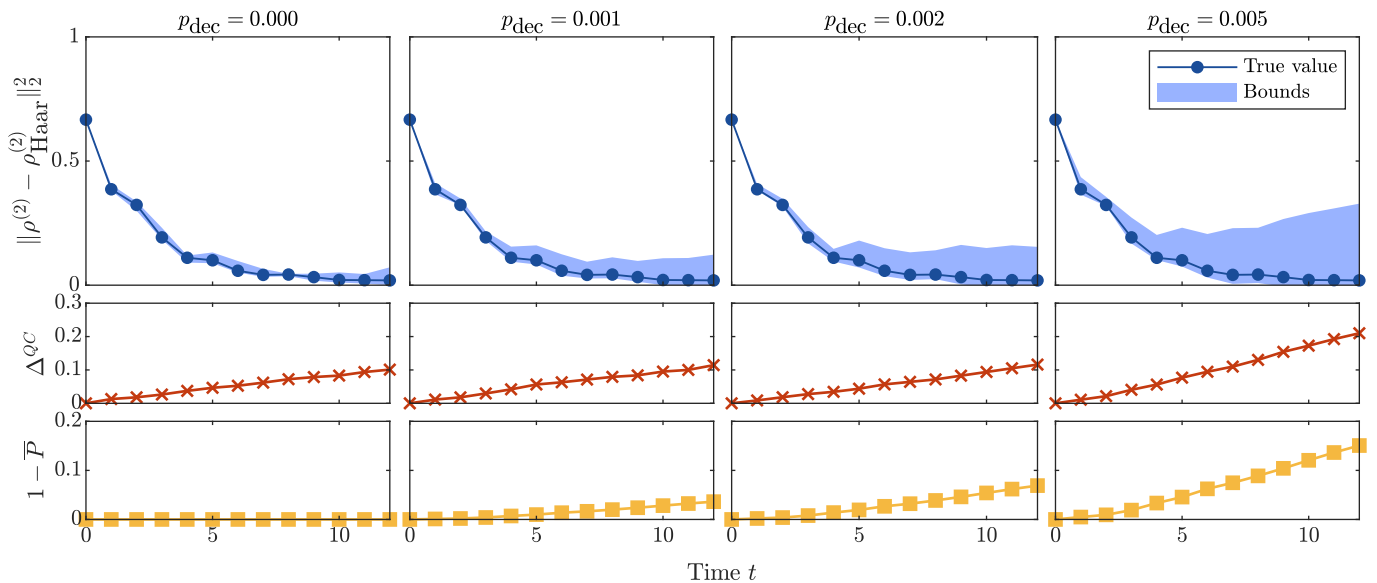 p_dec = 0.000
p_dec = 0.001
p_dec = 0.002
p_dec = 0.005
||ρ^(2) − ρ^(2)_Haar||^2_2
1
0.5
0
True value
Bounds
Δ^QC
0.3
0.2
0.1
0
1 − P̿
0.2
0.1
0
0 5 10
0 5 10
0 5 10
0 5 10
Time t